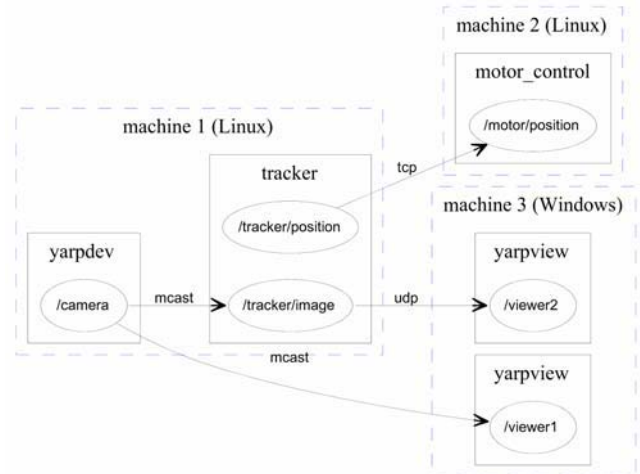 machine 2 (Linux)
motor_control
/motor/position
machine 1 (Linux)
tracker
tcp
/tracker/position
machine 3 (Windows)
yarpdev
yarpview
/camera
mcast
/tracker/image
udp
/viewer2
mcast
yarpview
/viewer1